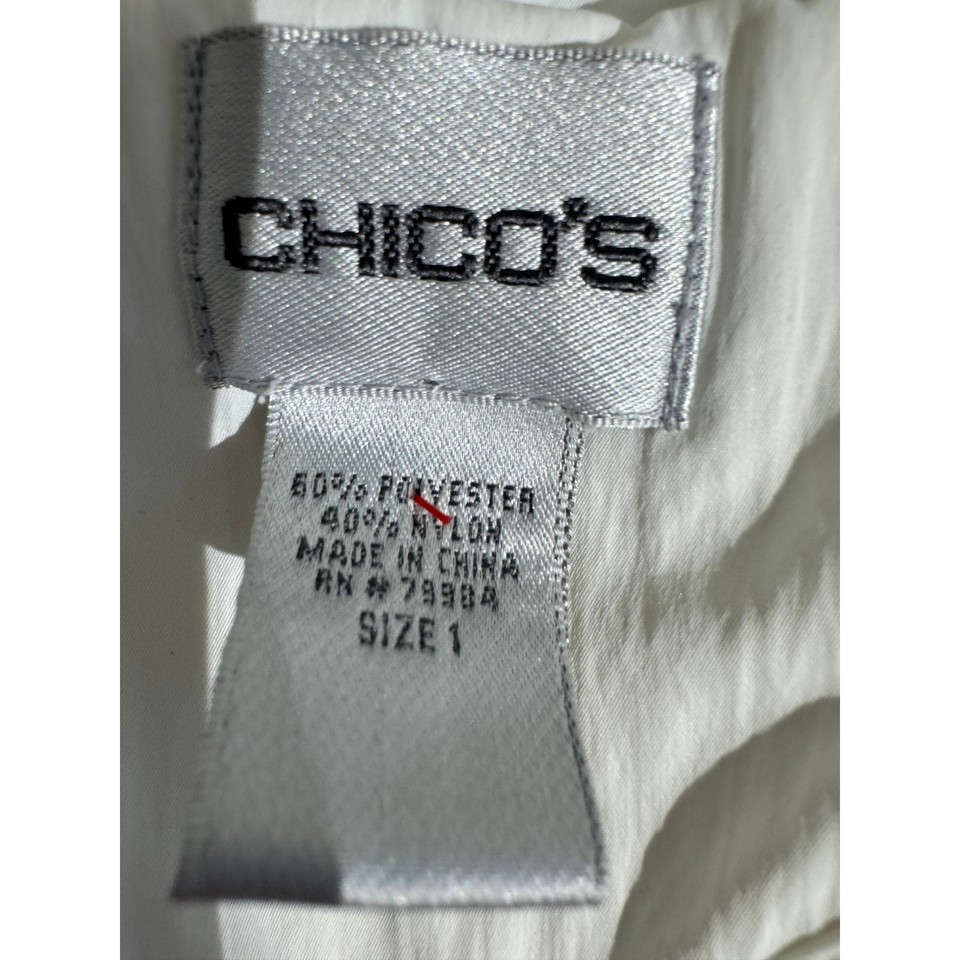 CHICO'S
60% POLYESTER
40% NYLON
MADE IN CHINA
RN # 79984
SIZE 1